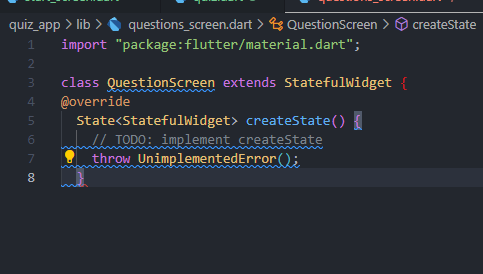 quiz_app > lib > questions_screen.dart > QuestionScreen > createState
1 import "package:flutter/material.dart";
2
3 class QuestionScreen extends StatefulWidget {
4 @override
5 State<StatefulWidget> createState() {
6 // TODO: implement createState
7 throw UnimplementedError();
8 }